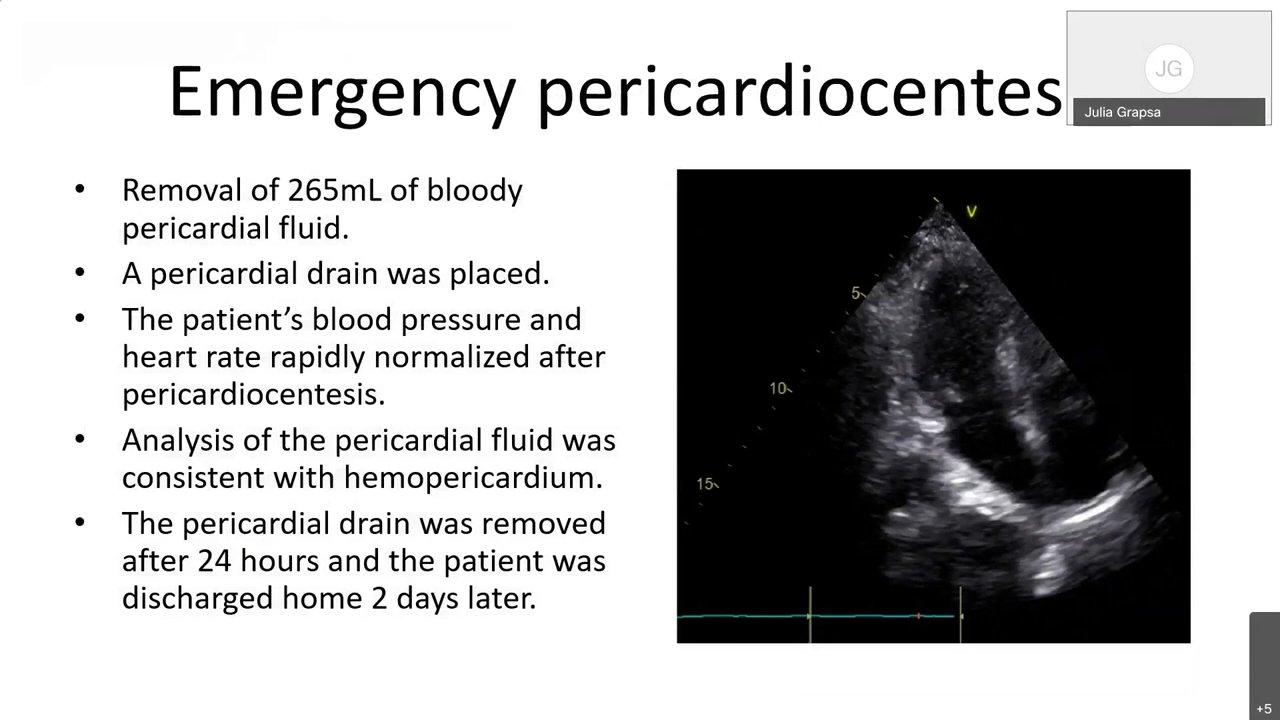 Emergency pericardiocentes
JG
Julia Grapsa
• Removal of 265mL of bloody
pericardial fluid.
• A pericardial drain was placed.
• The patient’s blood pressure and
heart rate rapidly normalized after
pericardiocentesis.
• Analysis of the pericardial fluid was
consistent with hemopericardium.
• The pericardial drain was removed
after 24 hours and the patient was
discharged home 2 days later.
V
5
10
15
+5